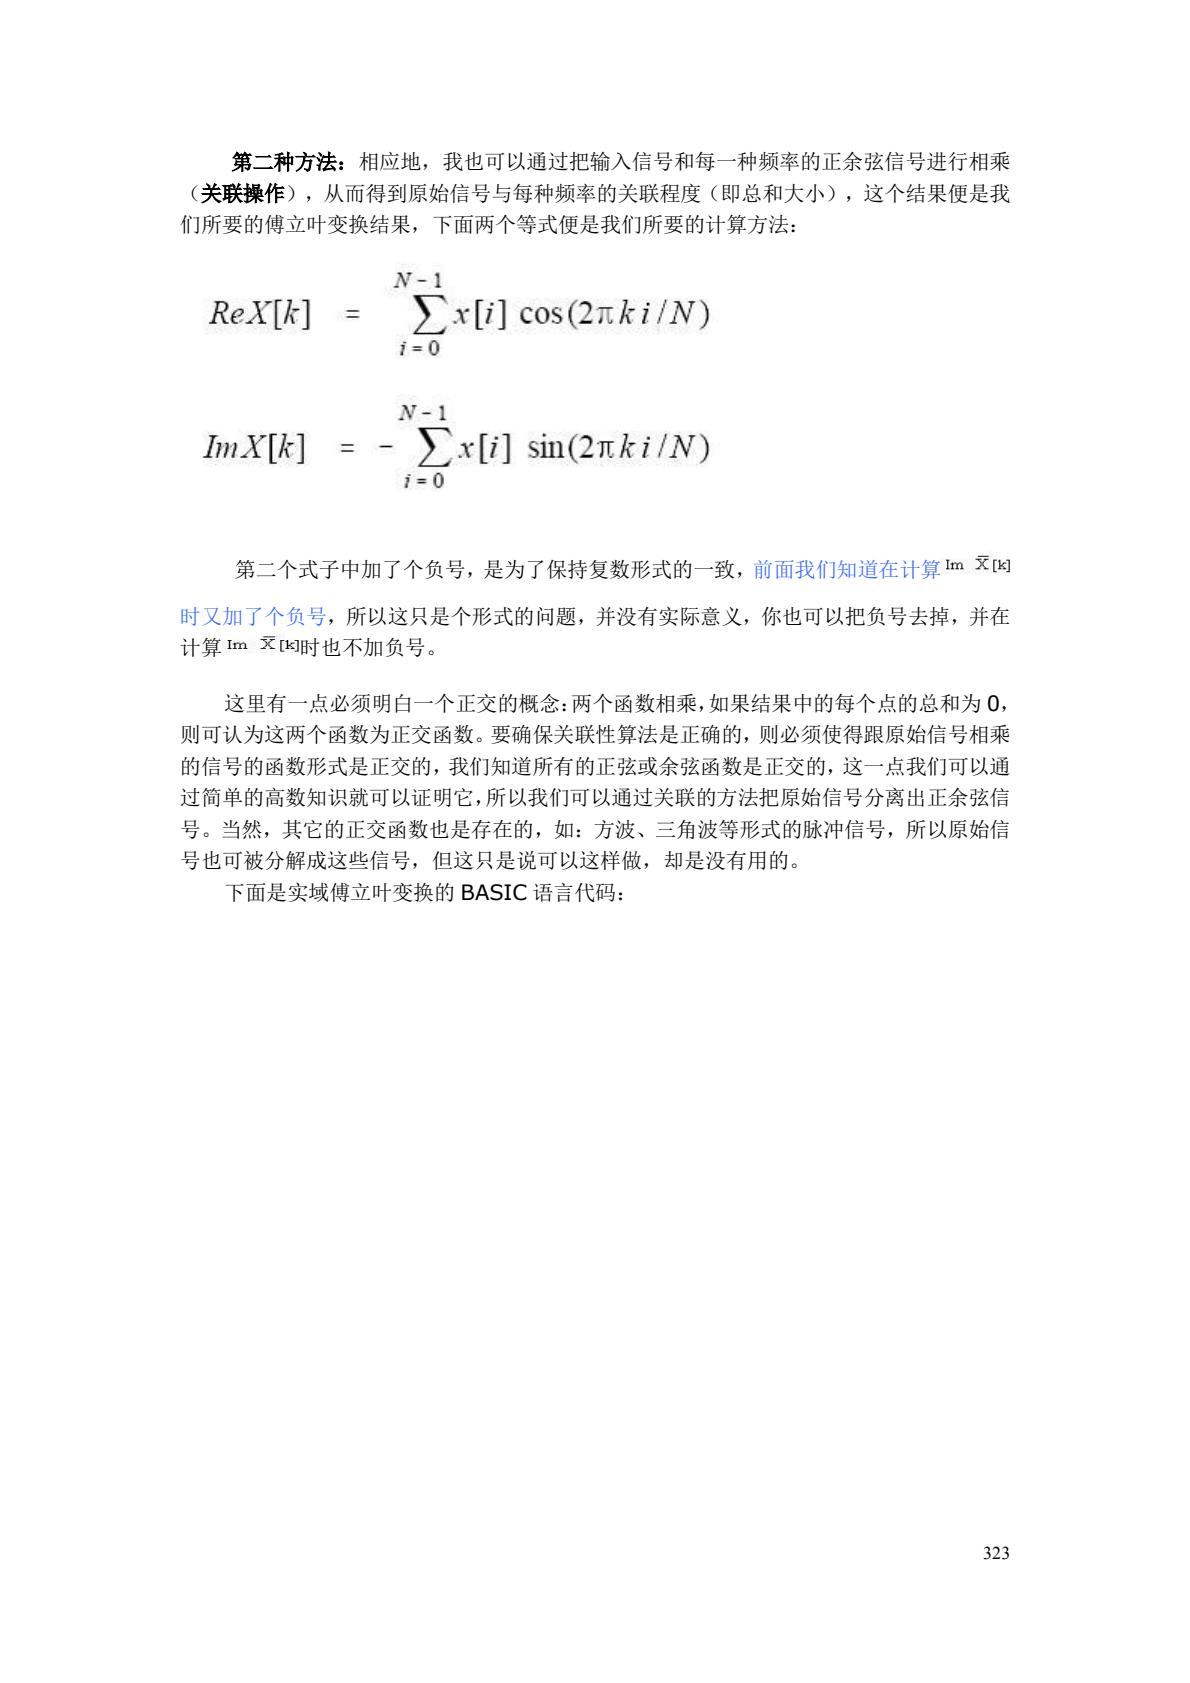 第二种方法：相应地，我也可以通过把输入信号和每一种频率的正余弦信号进行相乘
（关联操作），从而得到原始信号与每种频率的关联程度（即总和大小），这个结果便是我
们所要的傅立叶变换结果，下面两个等式便是我们所要的计算方法：
ReX[k] = ∑_{i=0}^{N-1} x[i] cos(2πki/N)
ImX[k] = - ∑_{i=0}^{N-1} x[i] sin(2πki/N)
第二个式子中加了个负号，是为了保持复数形式的一致，前面我们知道在计算 Im X̅[k]
时又加了个负号，所以这只是个形式的问题，并没有实际意义，你也可以把负号去掉，并在
计算 Im X̅[k]时也不加负号。
这里有一点必须明白一个正交的概念：两个函数相乘，如果结果中的每个点的总和为 0，
则可认为这两个函数为正交函数。要确保关联性算法是正确的，则必须使得跟原始信号相乘
的信号的函数形式是正交的，我们知道所有的正弦或余弦函数是正交的，这一点我们可以通
过简单的高数知识就可以证明它，所以我们可以通过关联的方法把原始信号分离出正余弦信
号。当然，其它的正交函数也是存在的，如：方波、三角波等形式的脉冲信号，所以原始信
号也可被分解成这些信号，但这只是说可以这样做，却是没有用的。
下面是实域傅立叶变换的 BASIC 语言代码：
323